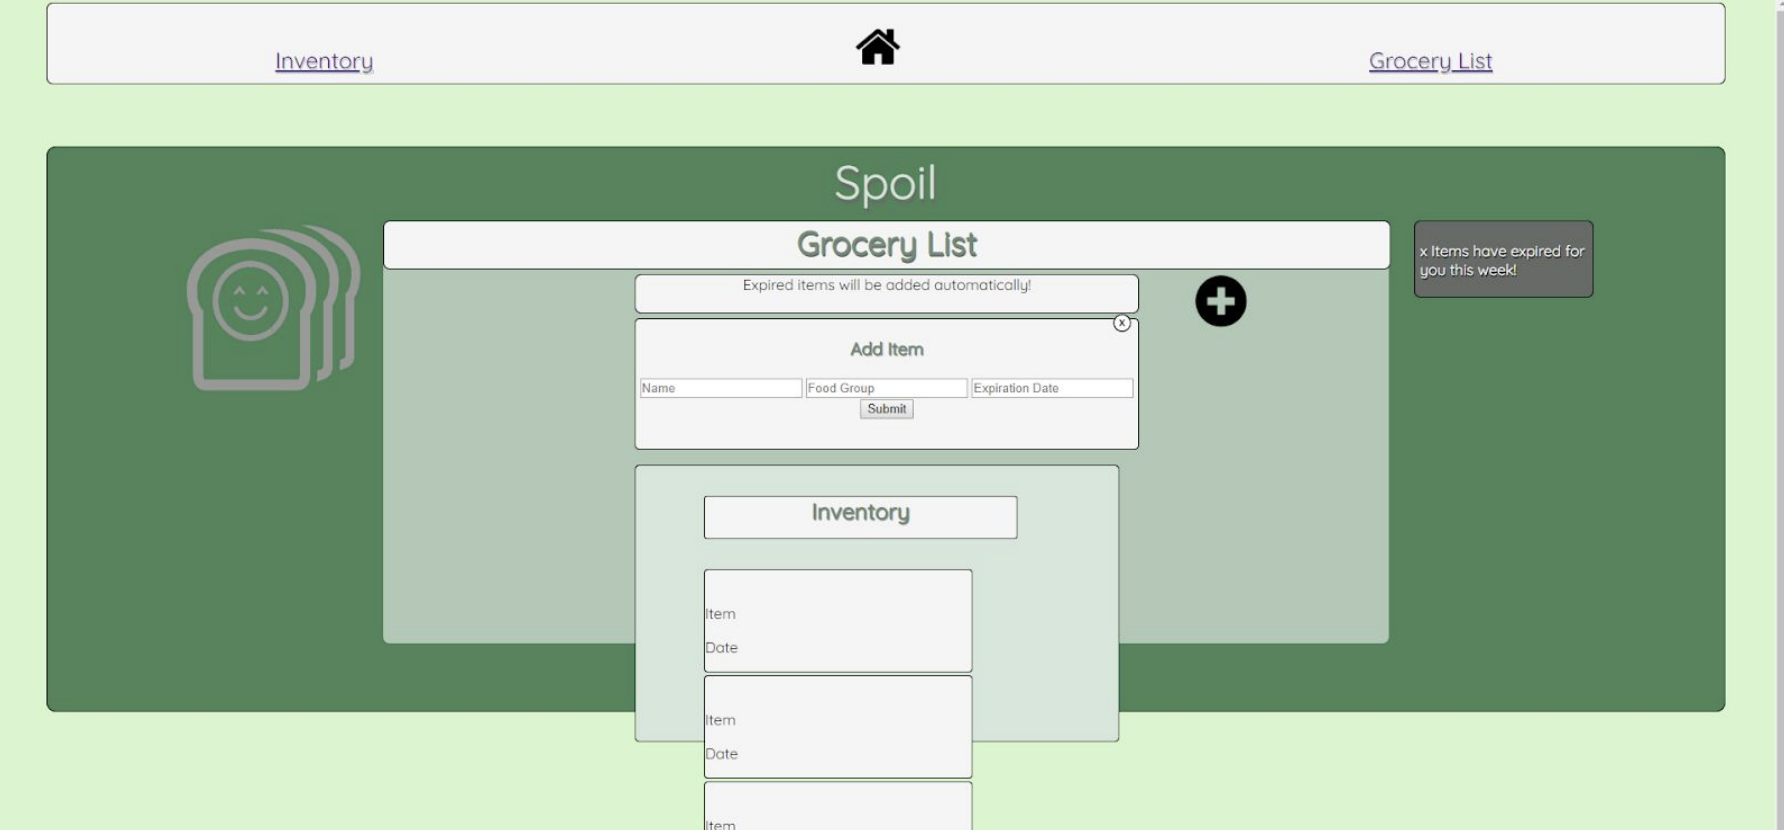 Inventory
Grocery List
Spoil
Grocery List
x Items have expired for
you this week!
Expired items will be added automatically!
x
Add Item
Name
Food Group
Expiration Date
Submit
Inventory
Item
Date
Item
Date
Item